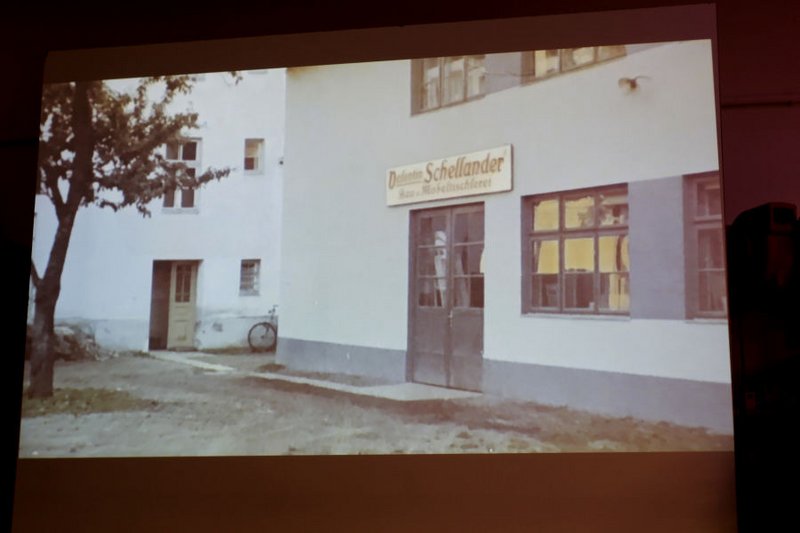 Schellander
Bau u. Möbeltischlerei